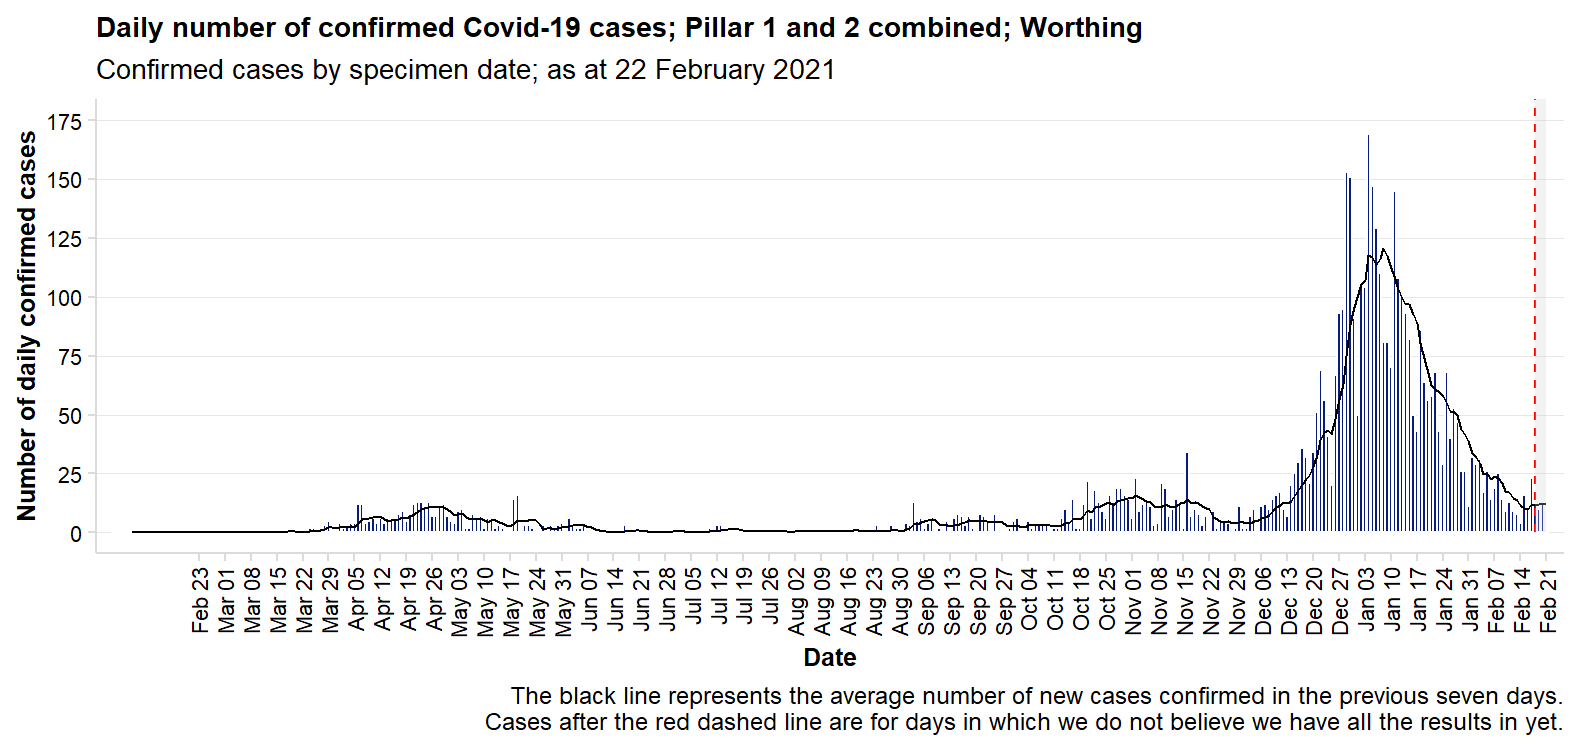 Daily number of confirmed Covid-19 cases; Pillar 1 and 2 combined; Worthing
Confirmed cases by specimen date; as at 22 February 2021
Number of daily confirmed cases
175
150
125
100
75
50
25
0
Feb 23
Mar 01
Mar 08
Mar 15
Mar 22
Mar 29
Apr 05
Apr 12
Apr 19
Apr 26
May 03
May 10
May 17
May 24
May 31
Jun 07
Jun 14
Jun 21
Jun 28
Jul 05
Jul 12
Jul 19
Jul 26
Aug 02
Aug 09
Aug 16
Aug 23
Aug 30
Sep 06
Sep 13
Sep 20
Sep 27
Oct 04
Oct 11
Oct 18
Oct 25
Nov 01
Nov 08
Nov 15
Nov 22
Nov 29
Dec 06
Dec 13
Dec 20
Dec 27
Jan 03
Jan 10
Jan 17
Jan 24
Jan 31
Feb 07
Feb 14
Feb 21
Date
The black line represents the average number of new cases confirmed in the previous seven days.
Cases after the red dashed line are for days in which we do not believe we have all the results in yet.